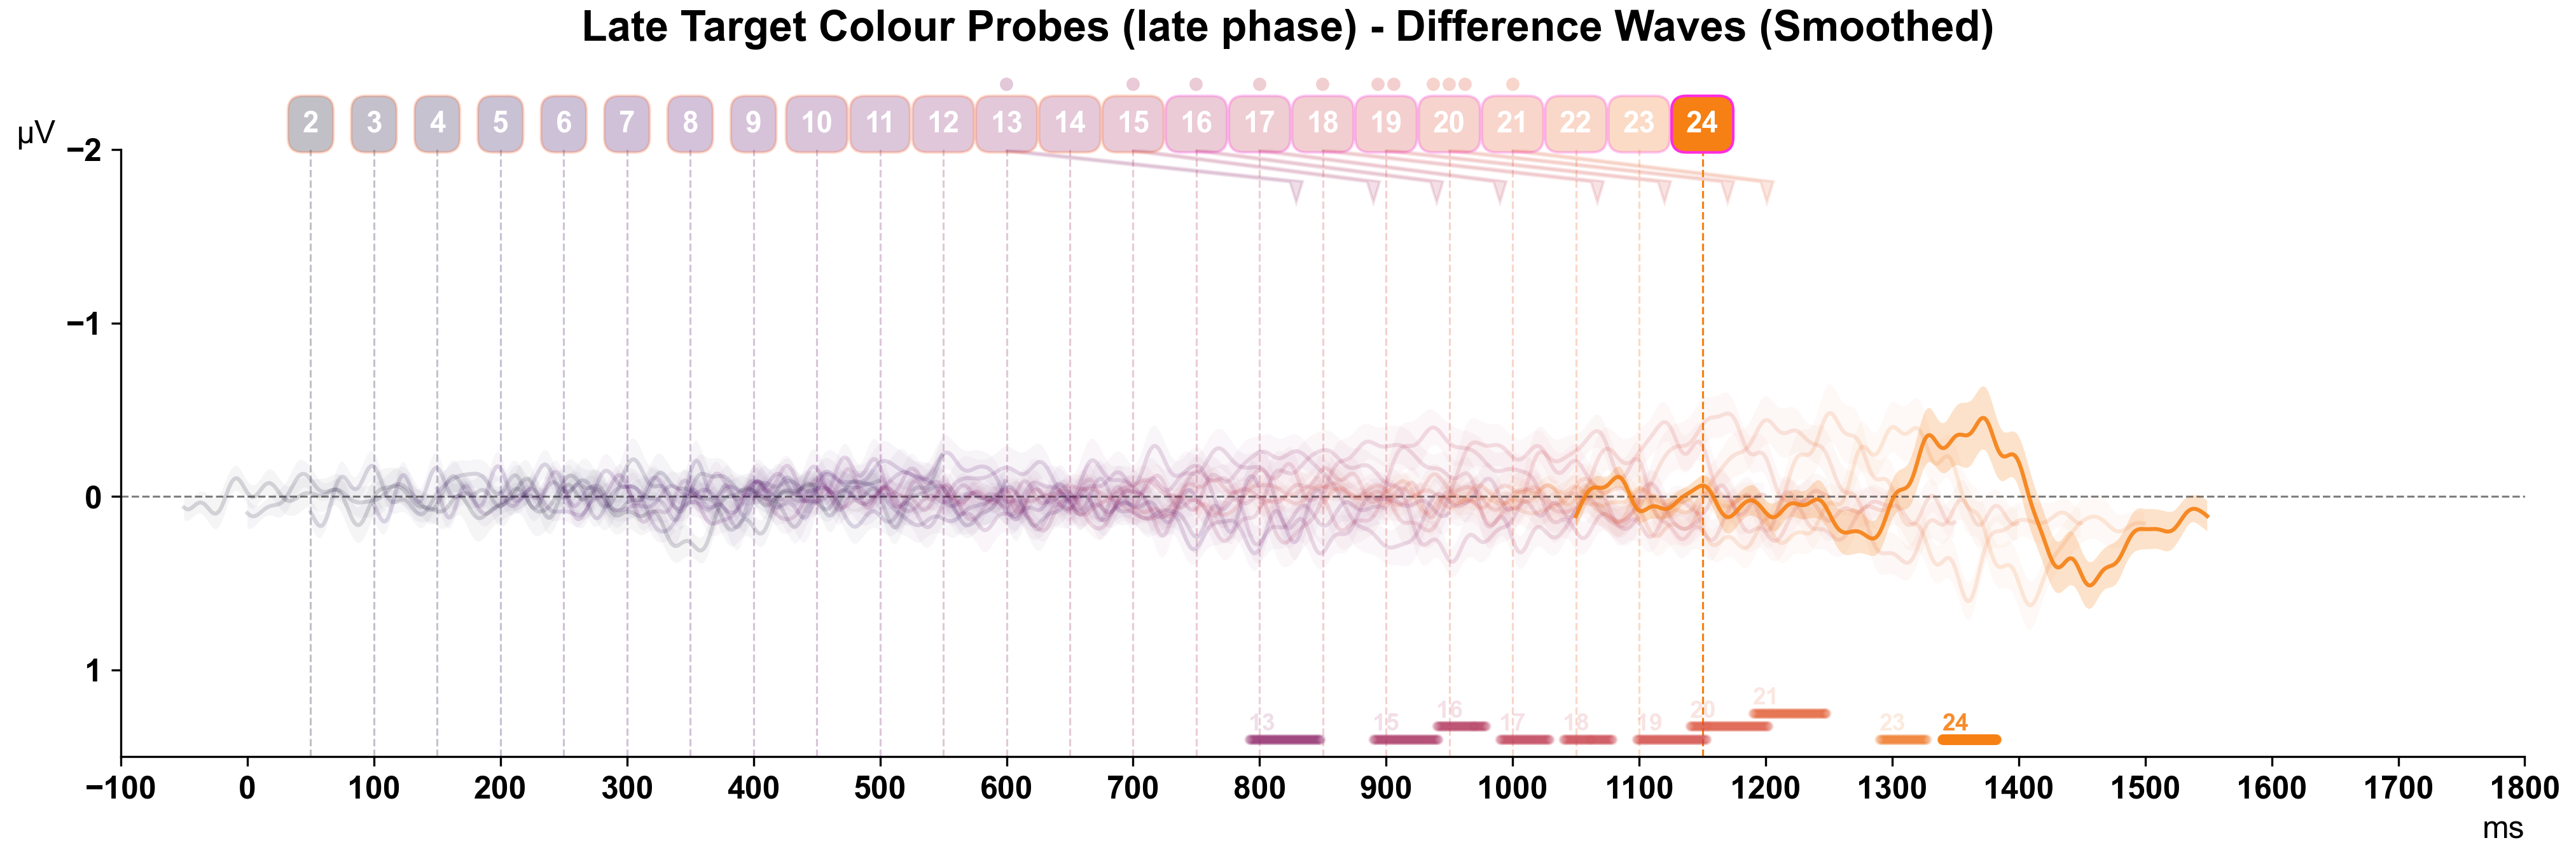 Late Target Colour Probes (late phase) - Difference Waves (Smoothed)
2 3 4 5 6 7 8 9 10 11 12 13 14 15 16 17 18 19 20 21 22 23 24
µV
−2
−1
0
1
21
16 20
13 15 17 18 19 23 24
−100 0 100 200 300 400 500 600 700 800 900 1000 1100 1200 1300 1400 1500 1600 1700 1800
ms